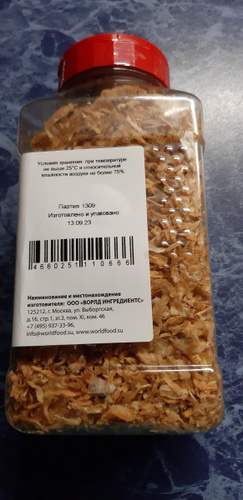 Условия хранения: при температуре
не выше 25°С и относительной
влажности воздуха не более 75%.
Партия 1309
Изготовлено и упаковано
13.09.23
4660251110666
Наименование и местонахождение
изготовителя: ООО «ВОРЛД ИНГРЕДИЕНТС»
125212, г. Москва, ул. Выборгская,
д.16, стр.1, эт.3, пом. XI, ком. 46
+7 (495) 937-33-96,
info@worldfood.su, www.worldfood.su